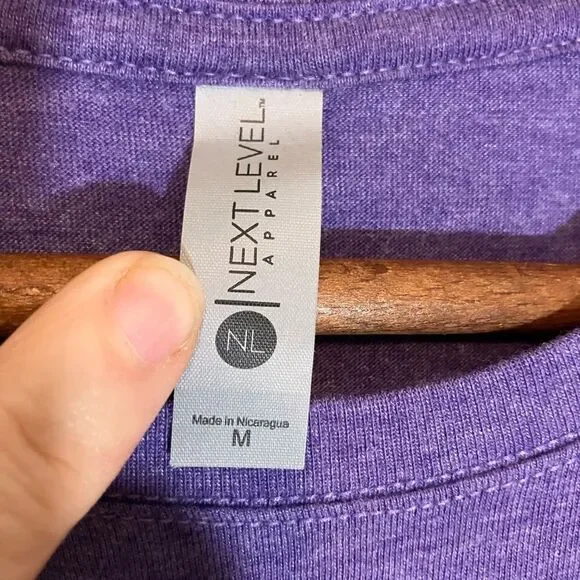 NEXT LEVEL™
APPAREL
NL
Made in Nicaragua
M